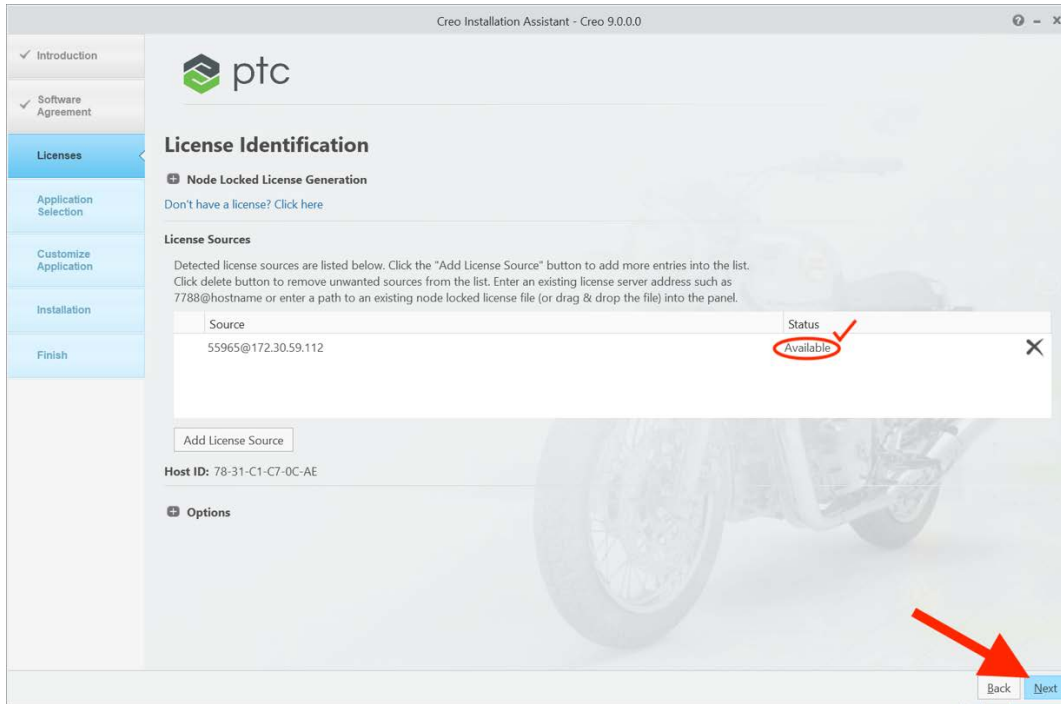 Creo Installation Assistant - Creo 9.0.0.0
Introduction
Software
Agreement
Licenses
Application
Selection
Customize
Application
Installation
Finish
ptc
License Identification
Node Locked License Generation
Don't have a license? Click here
License Sources
Detected license sources are listed below. Click the "Add License Source" button to add more entries into the list.
Click delete button to remove unwanted sources from the list. Enter an existing license server address such as
7788@hostname or enter a path to an existing node locked license file (or drag & drop the file) into the panel.
Source Status
55965@172.30.59.112 Available
Add License Source
Host ID: 78-31-C1-C7-0C-AE
Options
Back Next